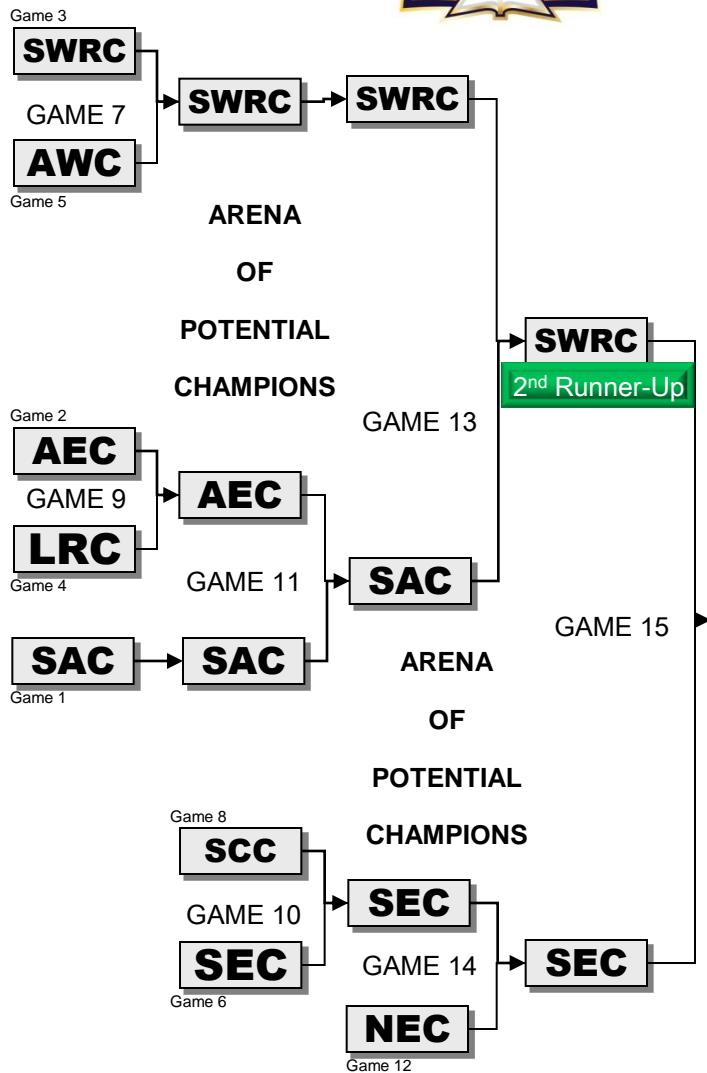 Game 3
SWRC
GAME 7
SWRC
SWRC
AWC
Game 5
ARENA
OF
POTENTIAL
CHAMPIONS
SWRC
2nd Runner-Up
GAME 13
Game 2
AEC
GAME 9
AEC
LRC
Game 4
GAME 11
SAC
SAC
SAC
Game 1
GAME 15
ARENA
OF
POTENTIAL
CHAMPIONS
Game 8
SCC
GAME 10
SEC
SEC
Game 6
GAME 14
SEC
NEC
Game 12